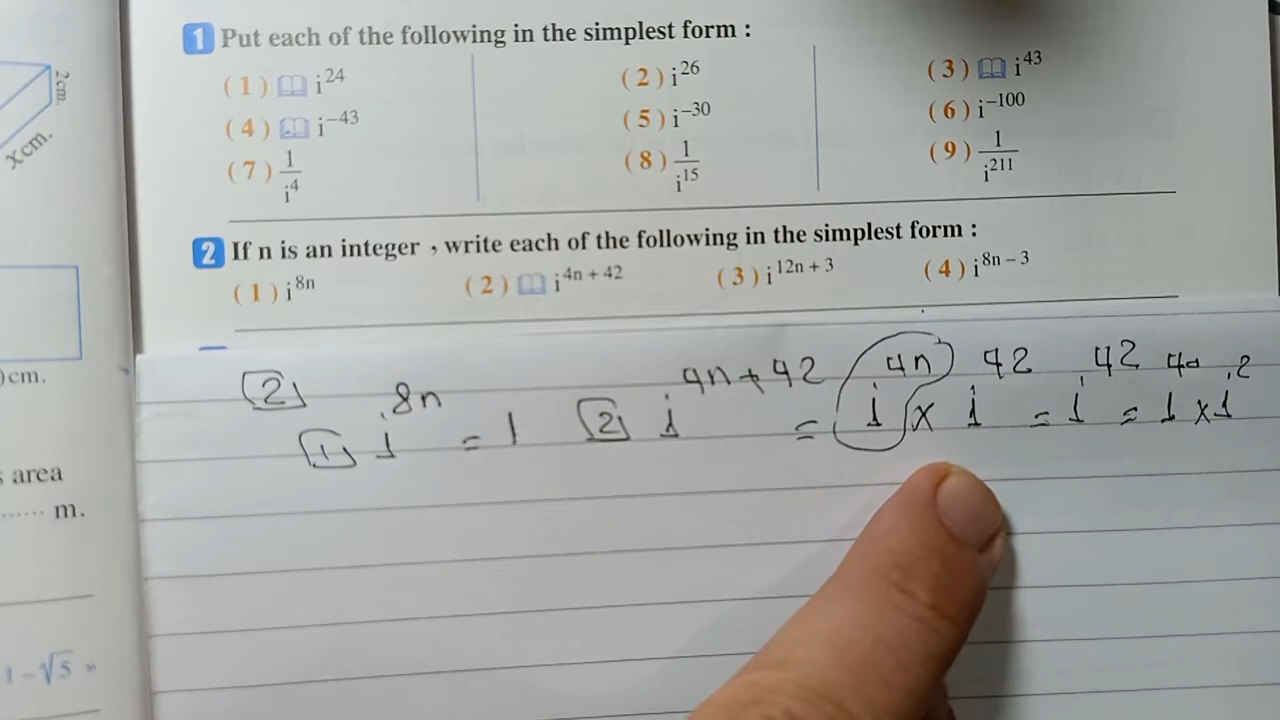 1 Put each of the following in the simplest form :
(1) i^24 (2) i^26 (3) i^43
(4) i^-43 (5) i^-30 (6) i^-100
(7) 1/i^4 (8) 1/i^15 (9) 1/i^211
2 If n is an integer , write each of the following in the simplest form :
(1) i^8n (2) i^4n + 42 (3) i^12n + 3 (4) i^8n – 3
2cm.
x cm.
)cm.
s area
...... m.
1 – √5 »
[2]
[1] i^8n = 1 [2] i^4n+42 = i^4n × i^42 = i^42 = i^40 × i^2